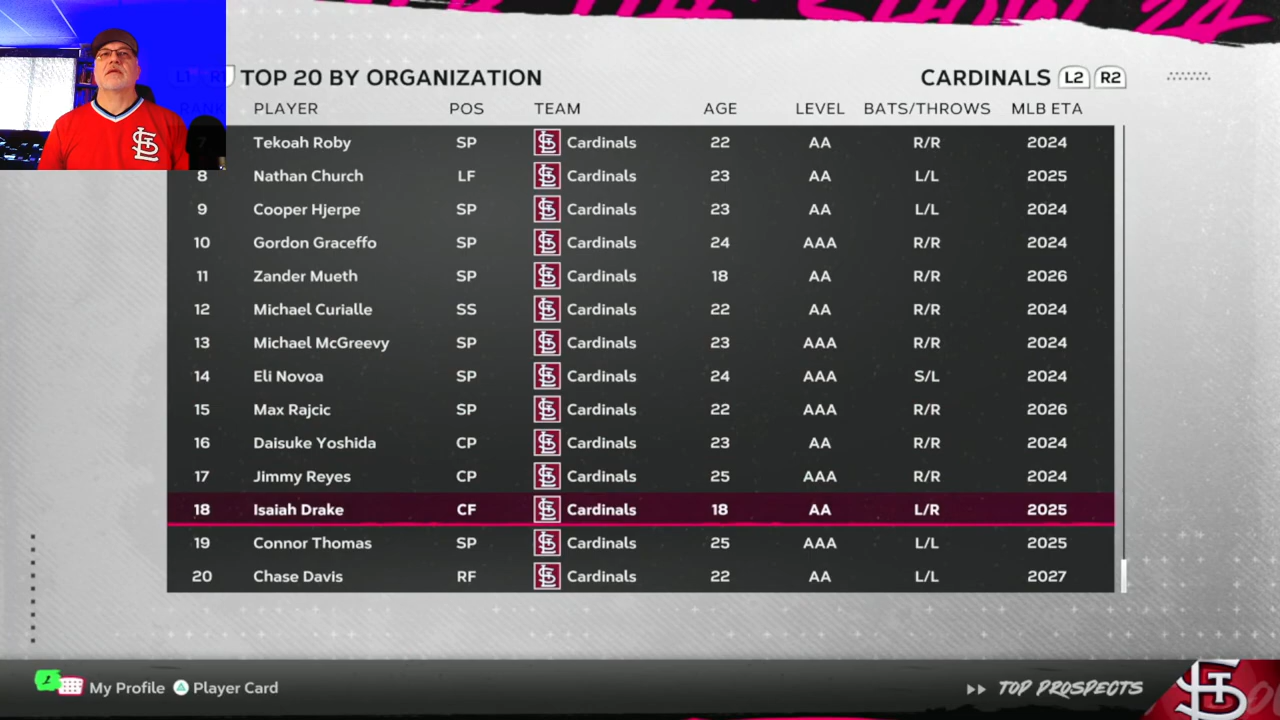 THE SHOW 24
L1 R1 TOP 20 BY ORGANIZATION CARDINALS L2 R2
RANK PLAYER POS TEAM AGE LEVEL BATS/THROWS MLB ETA
7 Tekoah Roby SP Cardinals 22 AA R/R 2024
8 Nathan Church LF Cardinals 23 AA L/L 2025
9 Cooper Hjerpe SP Cardinals 23 AA L/L 2024
10 Gordon Graceffo SP Cardinals 24 AAA R/R 2024
11 Zander Mueth SP Cardinals 18 AA R/R 2026
12 Michael Curialle SS Cardinals 22 AA R/R 2024
13 Michael McGreevy SP Cardinals 23 AAA R/R 2024
14 Eli Novoa SP Cardinals 24 AAA S/L 2024
15 Max Rajcic SP Cardinals 22 AAA R/R 2026
16 Daisuke Yoshida CP Cardinals 23 AA R/R 2024
17 Jimmy Reyes CP Cardinals 25 AAA R/R 2024
18 Isaiah Drake CF Cardinals 18 AA L/R 2025
19 Connor Thomas SP Cardinals 25 AAA L/L 2025
20 Chase Davis RF Cardinals 22 AA L/L 2027
My Profile Player Card TOP PROSPECTS